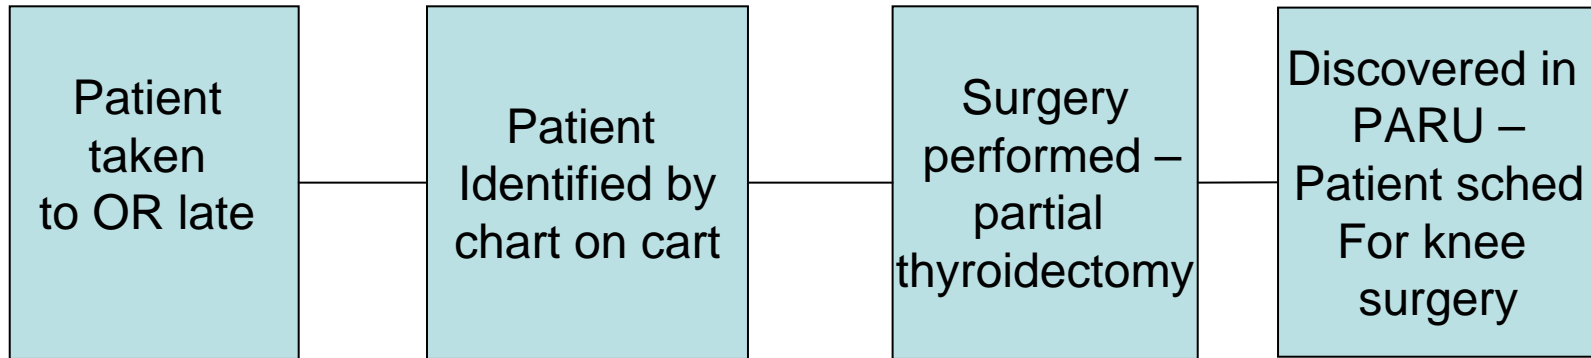 Patient
taken
to OR late
Patient
Identified by
chart on cart
Surgery
performed –
partial
thyroidectomy
Discovered in
PARU –
Patient sched
For knee
surgery